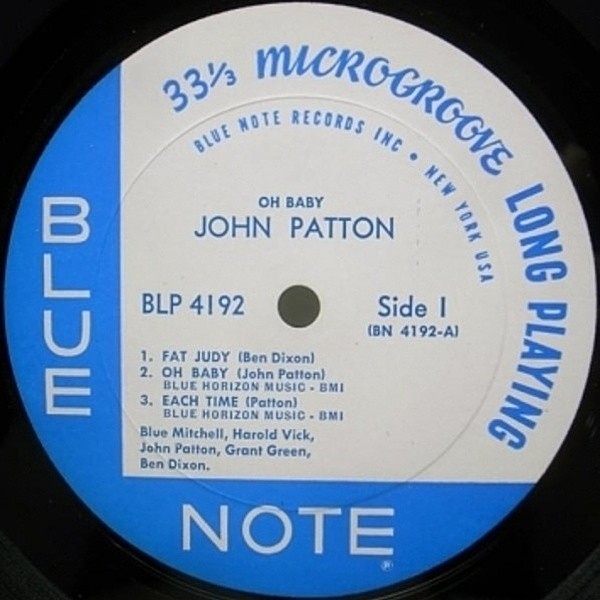 33⅓ MICROGROOVE LONG PLAYING
BLUE NOTE RECORDS INC • NEW YORK USA
OH BABY
JOHN PATTON
BLP 4192
Side 1
(BN 4192-A)
1. FAT JUDY (Ben Dixon)
2. OH BABY (John Patton)
BLUE HORIZON MUSIC - BMI
3. EACH TIME (Patton)
BLUE HORIZON MUSIC - BMI
Blue Mitchell, Harold Vick,
John Patton, Grant Green,
Ben Dixon.
BLUE
NOTE
®